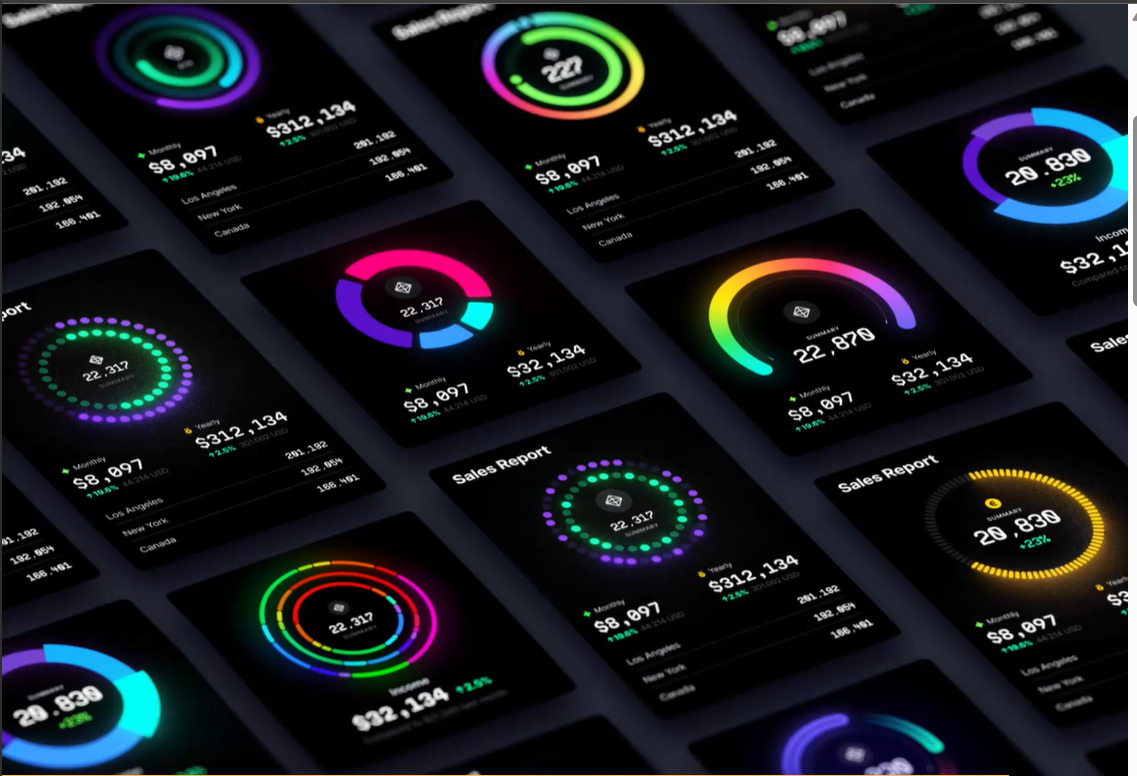 Sales Report
Monthly
$8,097
↑19.6% 44.214 USD
Yearly
$312,134
↑2.5% 301.002 USD
Los Angeles 201.192
New York 192.054
Canada 166.401
Sales Report
227
SUMMARY
Monthly
$8,097
↑19.6% 44.214 USD
Yearly
$312,134
↑2.5% 301.002 USD
Los Angeles 201.192
New York 192.054
Canada 166.401
$8,097
Los Angeles
New York
Canada
SUMMARY
20.830
+23%
Incom
$32,1
Compared to
34
201.192
192.054
166.401
port
22,317
SUMMARY
Monthly
$8,097
↑19.6% 44.214 USD
Yearly
$312,134
↑2.5% 301.002 USD
Los Angeles 201.192
New York 192.054
Canada 166.401
22,317
SUMMARY
Monthly
$8,097
↑19.6% 44.214 USD
Yearly
$32,134
↑2.5% 301.002 USD
SUMMARY
22,870
Monthly
$8,097
↑19.6% 44.214 USD
Yearly
$32,134
↑2.5% 301.002 USD
Sales
192.054
166.401
SUMMARY
20.830
+23%
22,317
SUMMARY
Income
$32,134 ↑2.5%
Sales Report
22,317
SUMMARY
Monthly
$8,097
↑19.6% 44.214 USD
Yearly
$312,134
↑2.5% 301.002 USD
Los Angeles 201.192
New York 192.054
Canada 166.401
Sales Report
SUMMARY
20,830
+23%
Monthly
$8,097
↑19.6% 44.214 USD
Los Angeles
New York
Canada